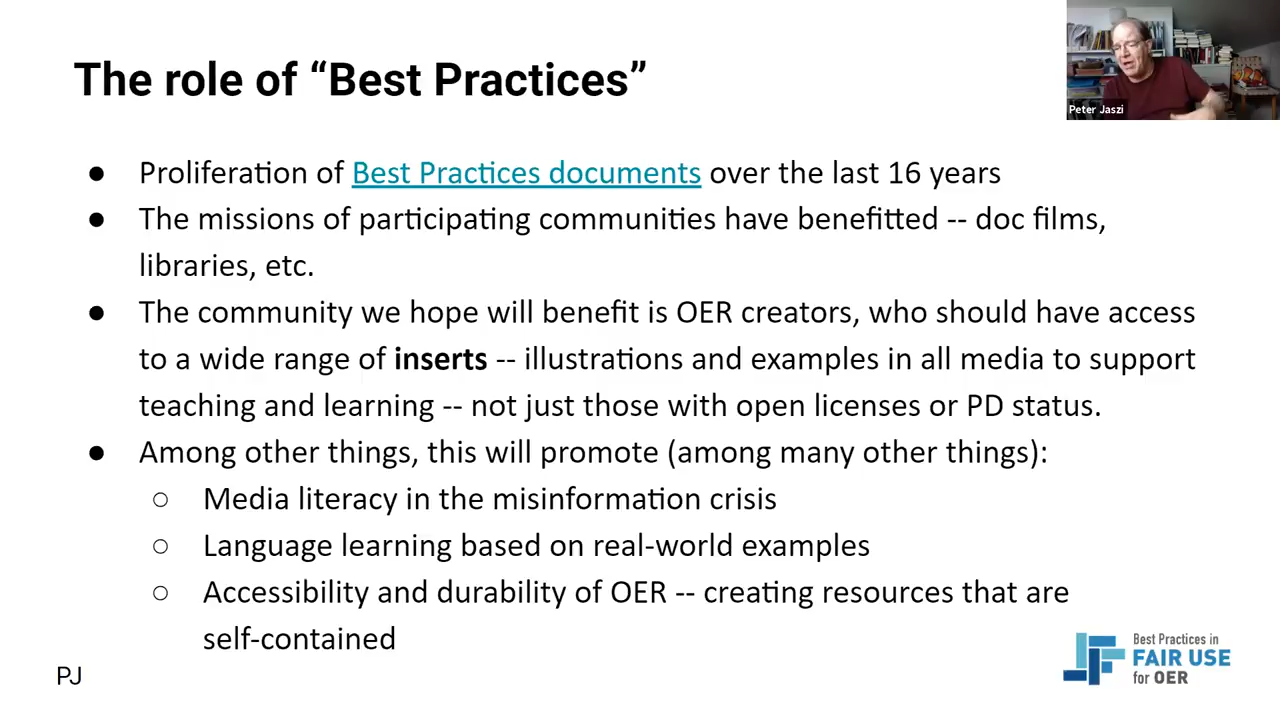 The role of “Best Practices”
Peter Jaszi
● Proliferation of Best Practices documents over the last 16 years
● The missions of participating communities have benefitted -- doc films,
libraries, etc.
● The community we hope will benefit is OER creators, who should have access
to a wide range of inserts -- illustrations and examples in all media to support
teaching and learning -- not just those with open licenses or PD status.
● Among other things, this will promote (among many other things):
○ Media literacy in the misinformation crisis
○ Language learning based on real-world examples
○ Accessibility and durability of OER -- creating resources that are
self-contained
PJ
Best Practices in
FAIR USE
for OER